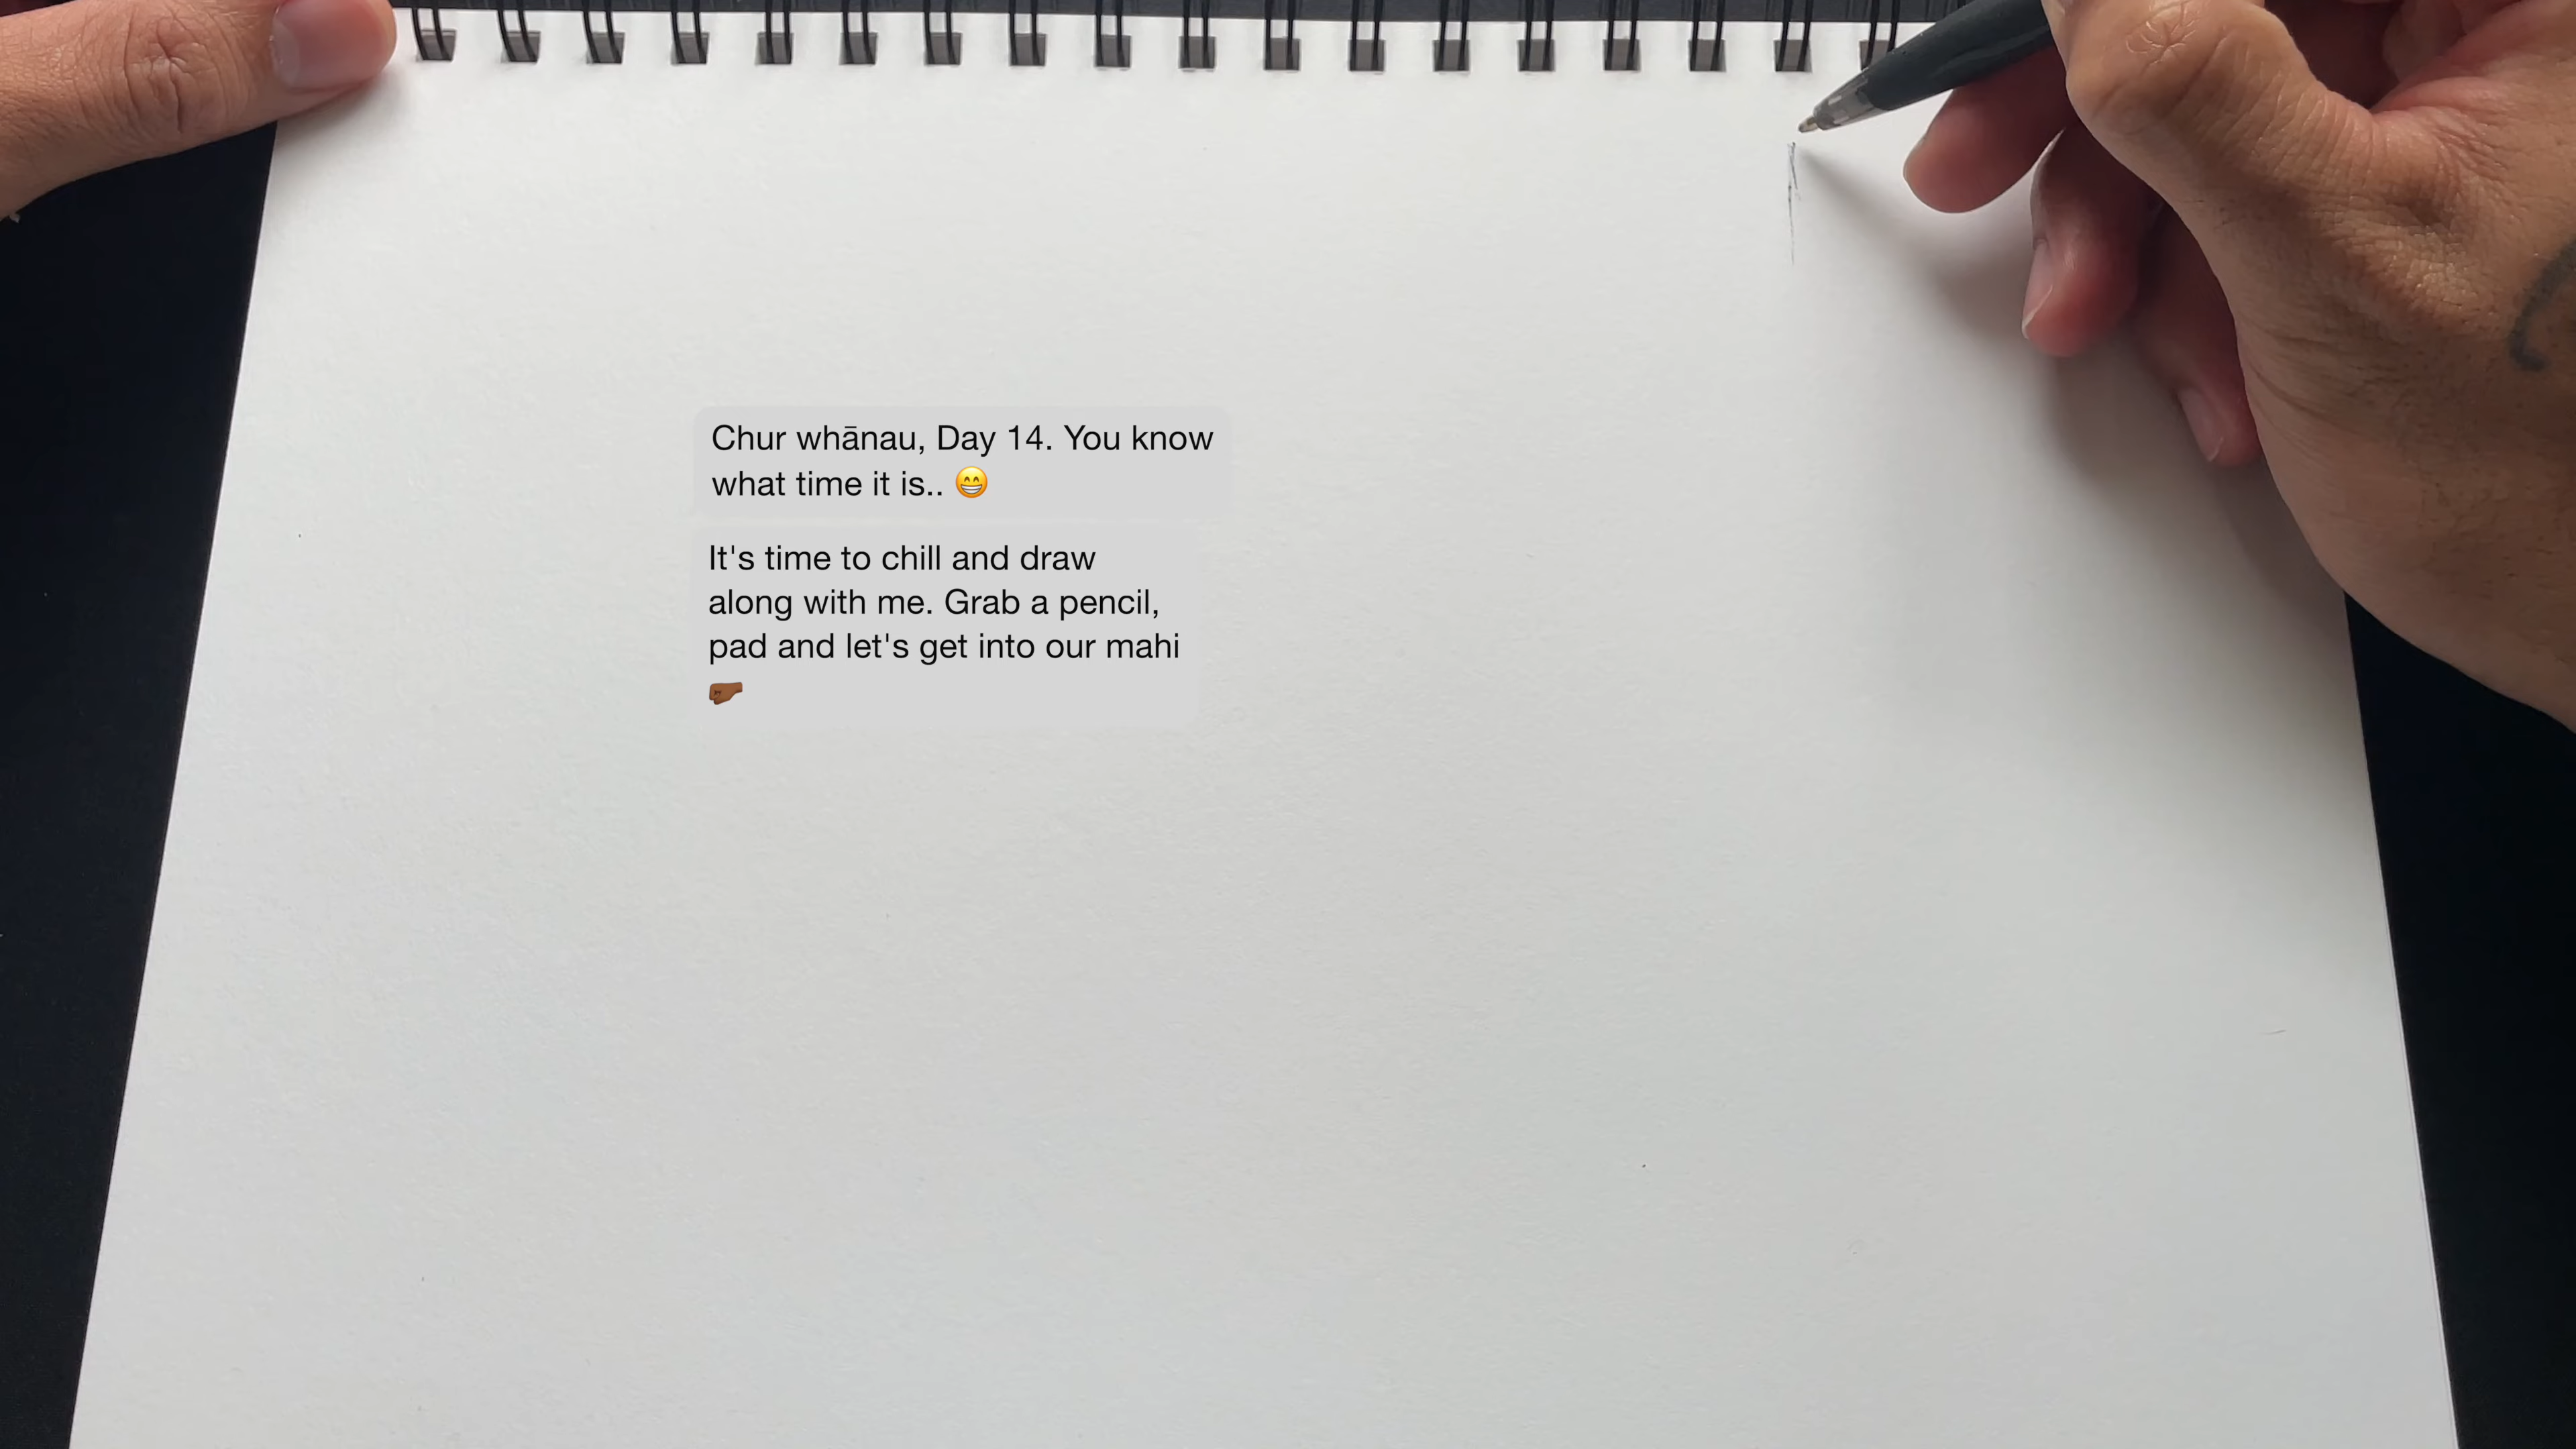 Chur whānau, Day 14. You know
what time it is.. 😁
It's time to chill and draw
along with me. Grab a pencil,
pad and let's get into our mahi
🤛🏾